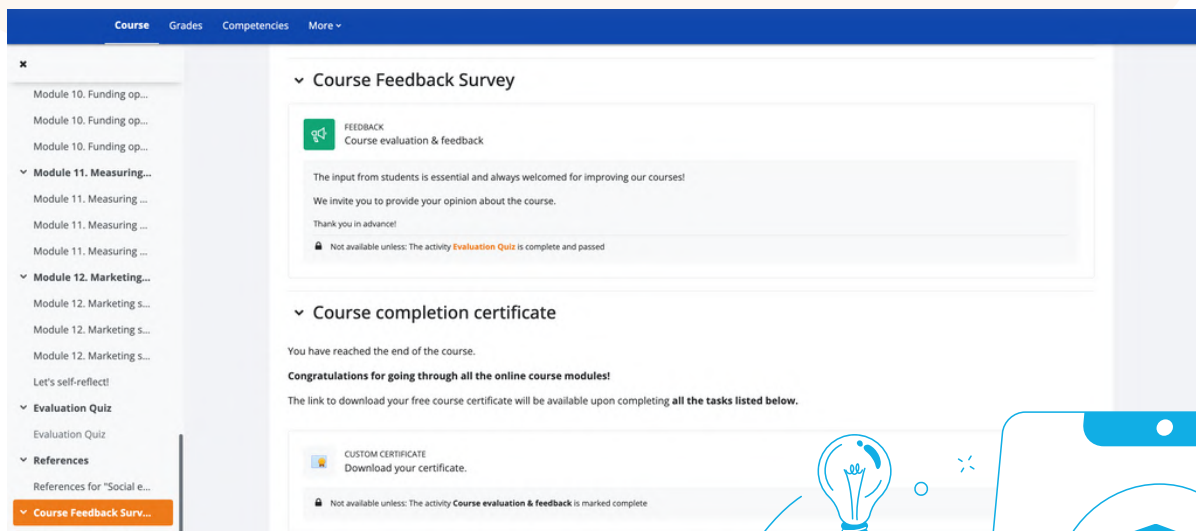 Course Grades Competencies More
Module 10. Funding op...
Module 10. Funding op...
Module 10. Funding op...
Module 11. Measuring...
Module 11. Measuring ...
Module 11. Measuring ...
Module 11. Measuring ...
Module 12. Marketing...
Module 12. Marketing s...
Module 12. Marketing s...
Module 12. Marketing s...
Let's self-reflect!
Evaluation Quiz
Evaluation Quiz
References
References for "Social e...
Course Feedback Surv...
Course Feedback Survey
FEEDBACK
Course evaluation & feedback
The input from students is essential and always welcomed for improving our courses!
We invite you to provide your opinion about the course.
Thank you in advance!
Not available unless: The activity Evaluation Quiz is complete and passed
Course completion certificate
You have reached the end of the course.
Congratulations for going through all the online course modules!
The link to download your free course certificate will be available upon completing all the tasks listed below.
CUSTOM CERTIFICATE
Download your certificate.
Not available unless: The activity Course evaluation & feedback is marked complete